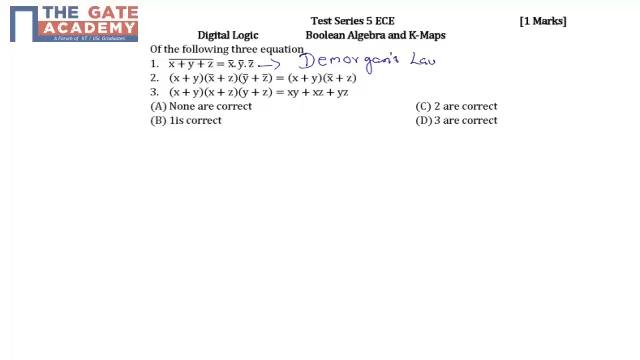 THE GATE ACADEMY
A Forum of IIT / IISc Graduates
Test Series 5 ECE [1 Marks]
Digital Logic Boolean Algebra and K-Maps
Of the following three equation
1. \overline{x + y + z} = x̄. ȳ. z̄ → Demorgan's Law
2. (x + y)(x̄ + z)(ȳ + z̄) = (x + y)(x̄ + z)
3. (x + y)(x + z)(y + z) = xy + xz + yz
(A) None are correct (C) 2 are correct
(B) 1is correct (D) 3 are correct